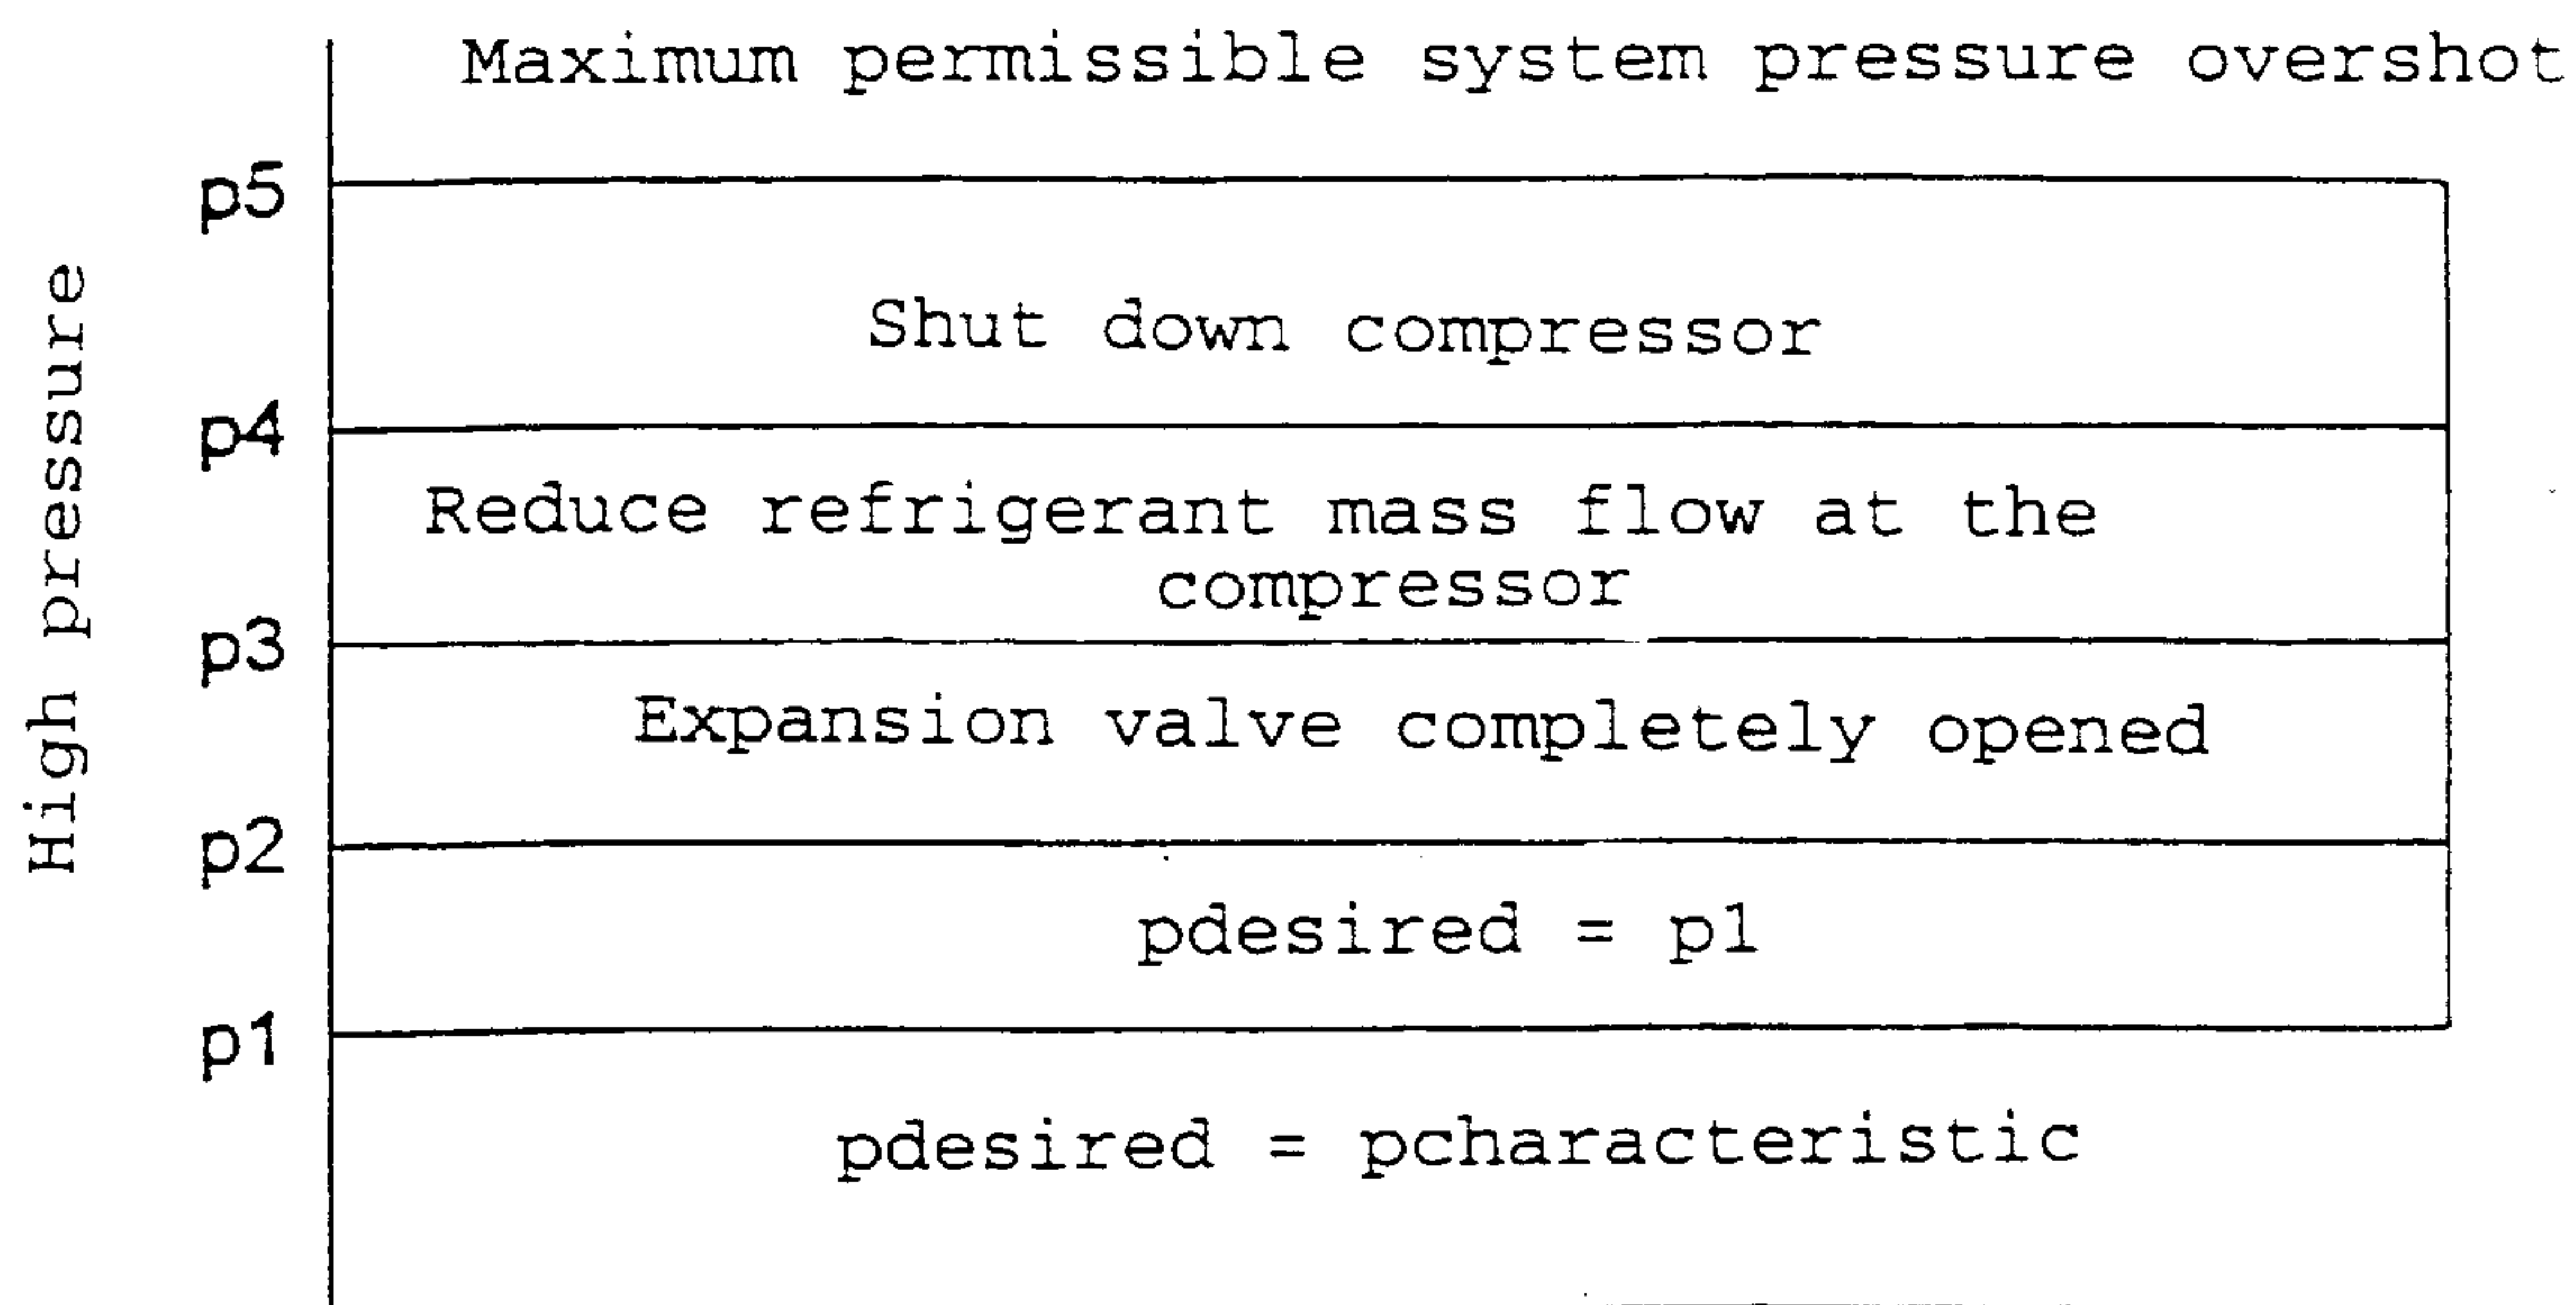 Maximum permissible system pressure overshot
p5
Shut down compressor
p4
Reduce refrigerant mass flow at the
compressor
p3
Expansion valve completely opened
p2
pdesired = p1
p1
pdesired = pcharacteristic
High pressure